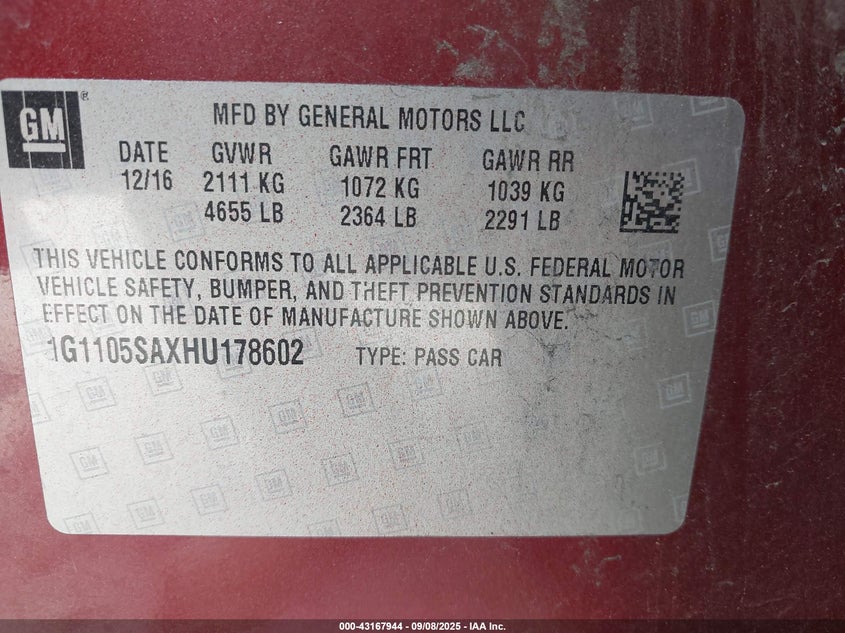 GM®
MFD BY GENERAL MOTORS LLC
DATE GVWR GAWR FRT GAWR RR
12/16 2111 KG 1072 KG 1039 KG
4655 LB 2364 LB 2291 LB
THIS VEHICLE CONFORMS TO ALL APPLICABLE U.S. FEDERAL MOTOR
VEHICLE SAFETY, BUMPER, AND THEFT PREVENTION STANDARDS IN
EFFECT ON THE DATE OF MANUFACTURE SHOWN ABOVE.
1G1105SAXHU178602 TYPE: PASS CAR
000-43167944 - 09/08/2025 - IAA Inc.